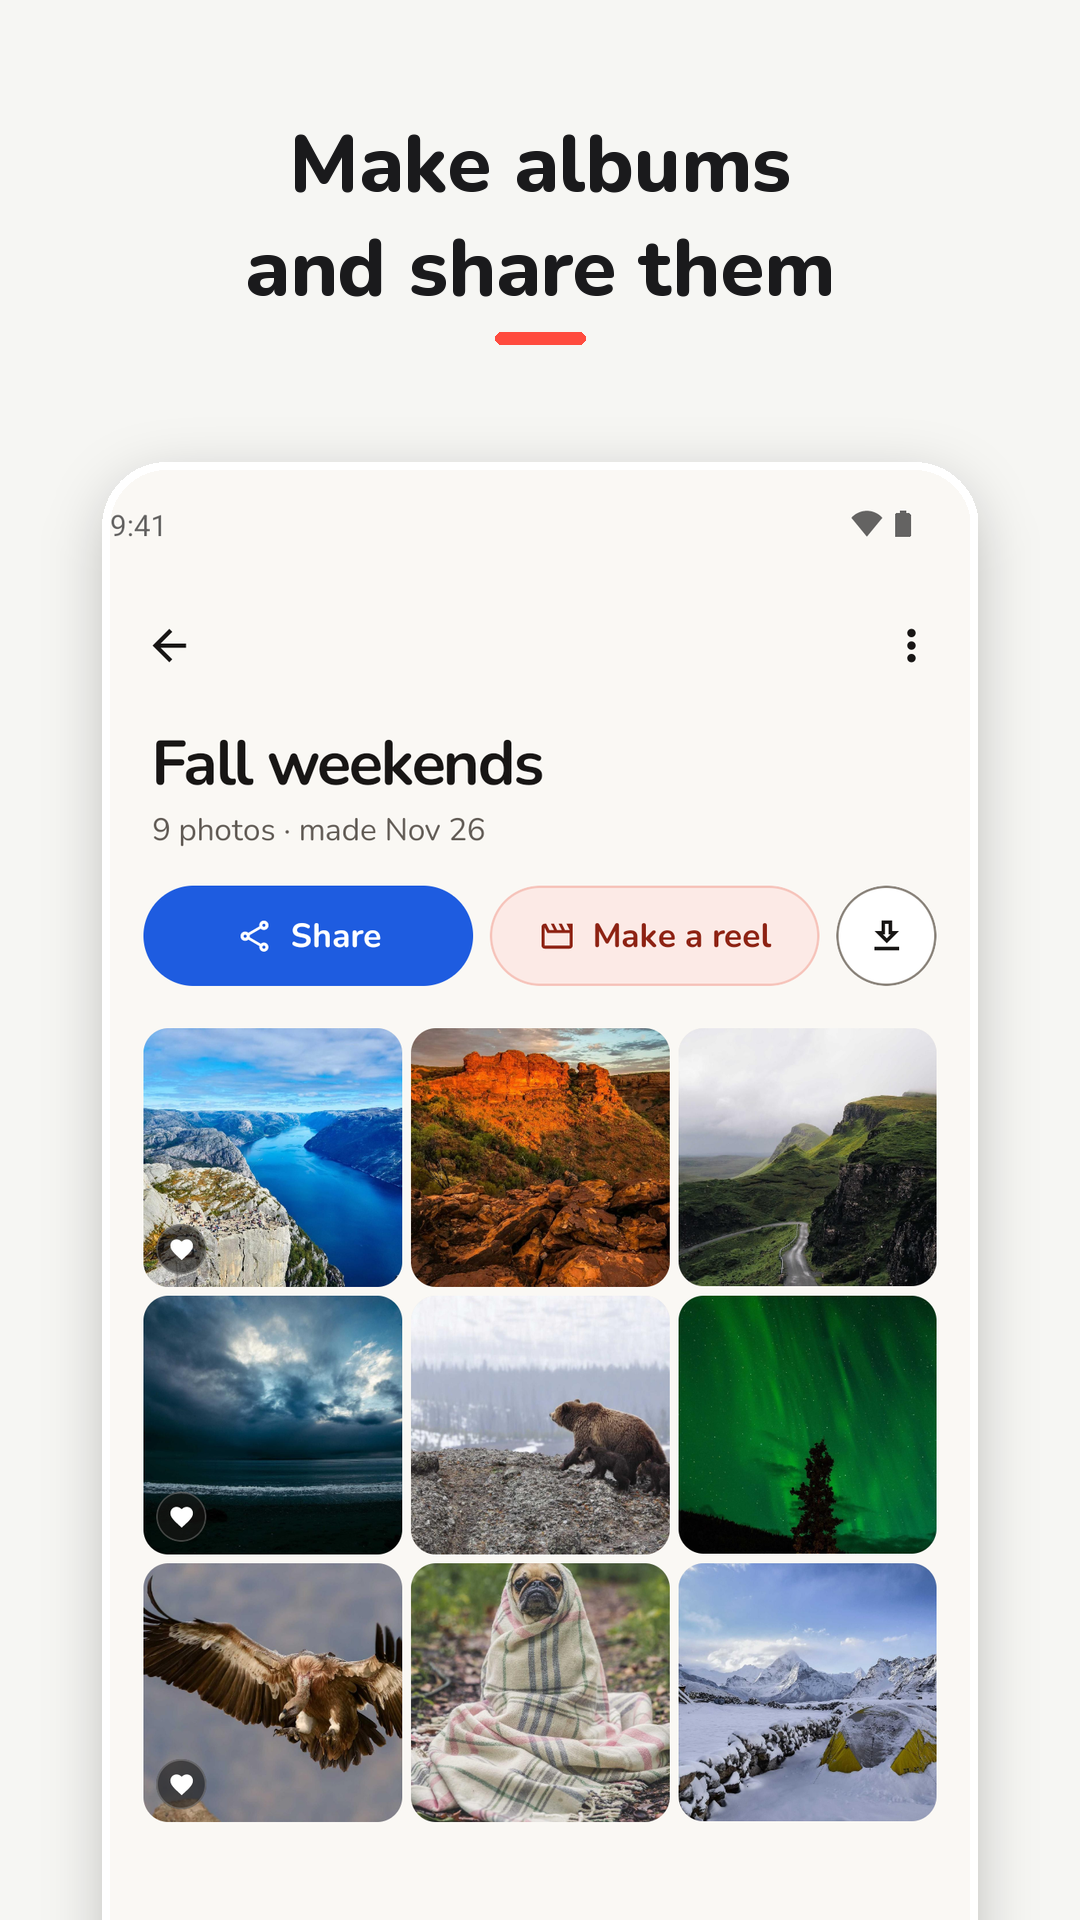 Make albums
and share them
9:41
Fall weekends
9 photos · made Nov 26
Share
Make a reel